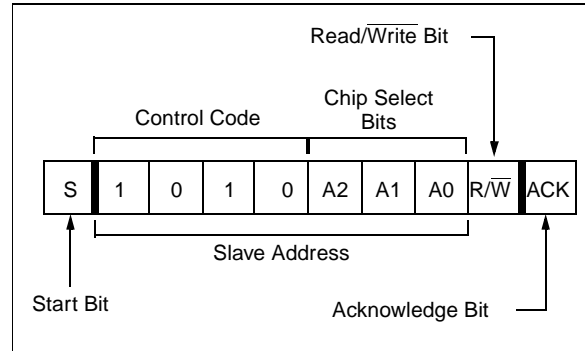 Read/Write Bit
Chip Select
Bits
Control Code
S 1 0 1 0 A2 A1 A0 R/W ACK
Slave Address
Start Bit
Acknowledge Bit